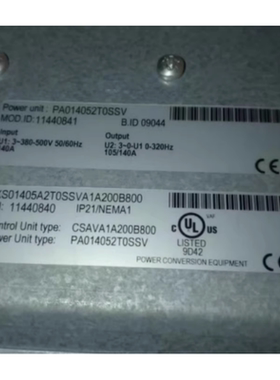 Power unit : PA014052T0SSV
MOD.ID: 11440841 B.ID 09044
Input Output
U1: 3~380-500V 50/60Hz U2: 3~0-U1 0-320Hz
140A 105/140A
CE
CS01405A2T0SSVA1A200B800
11440840 IP21/NEMA1
Control Unit type: CSAVA1A200B800
Power Unit type: PA014052T0SSV
C UL US
LISTED
9D42
POWER CONVERSION EQUIPMENT
CE